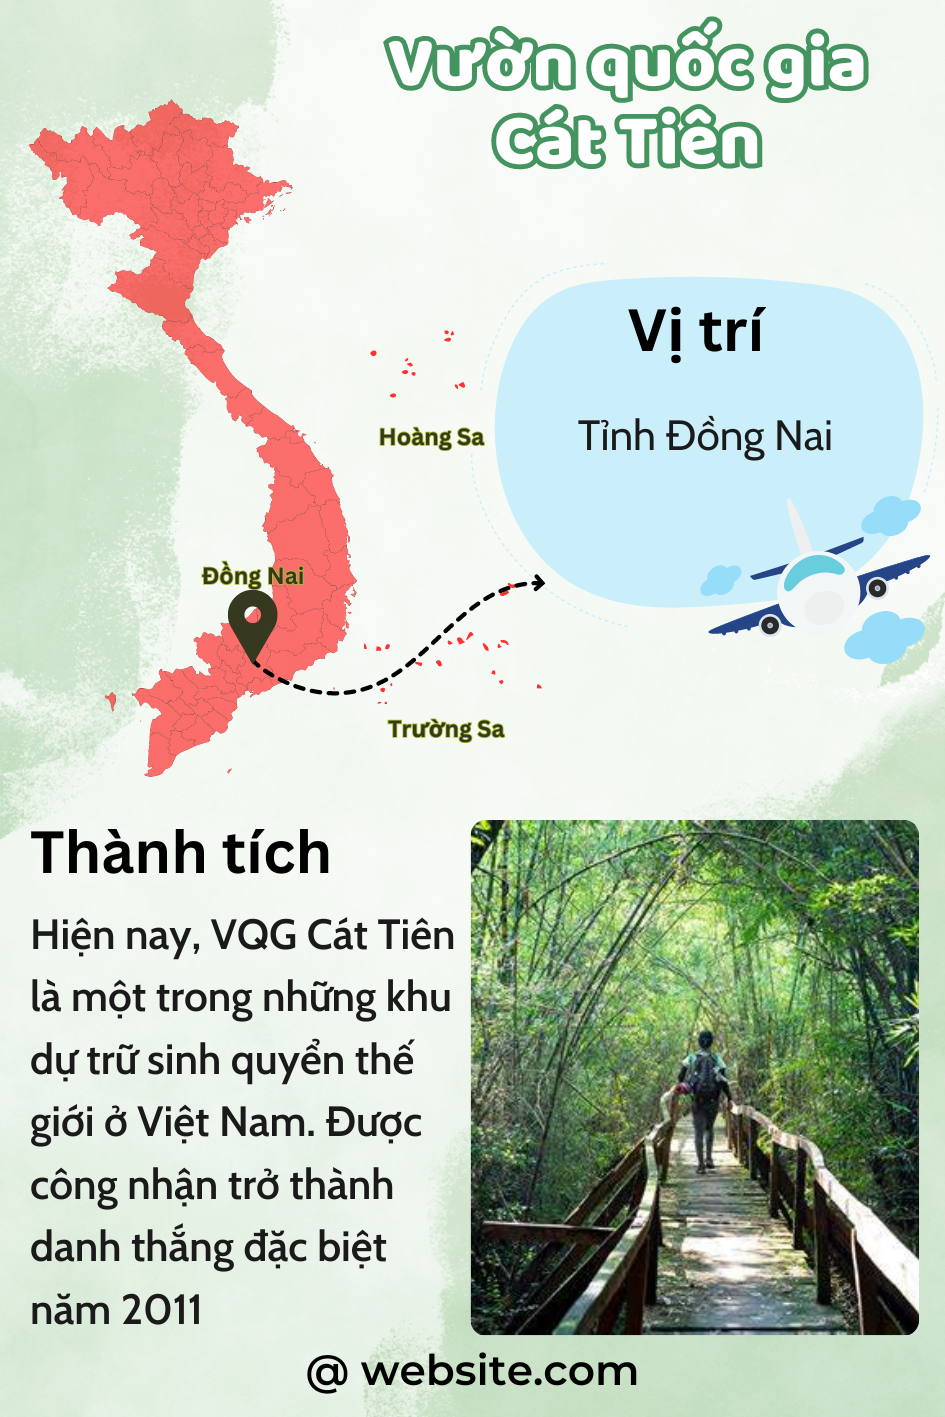 Vườn quốc gia
Cát Tiên
Vị trí
Tỉnh Đồng Nai
Hoàng Sa
Đồng Nai
Trường Sa
Thành tích
Hiện nay, VQG Cát Tiên
là một trong những khu
dự trữ sinh quyển thế
giới ở Việt Nam. Được
công nhận trở thành
danh thắng đặc biệt
năm 2011
@ website.com